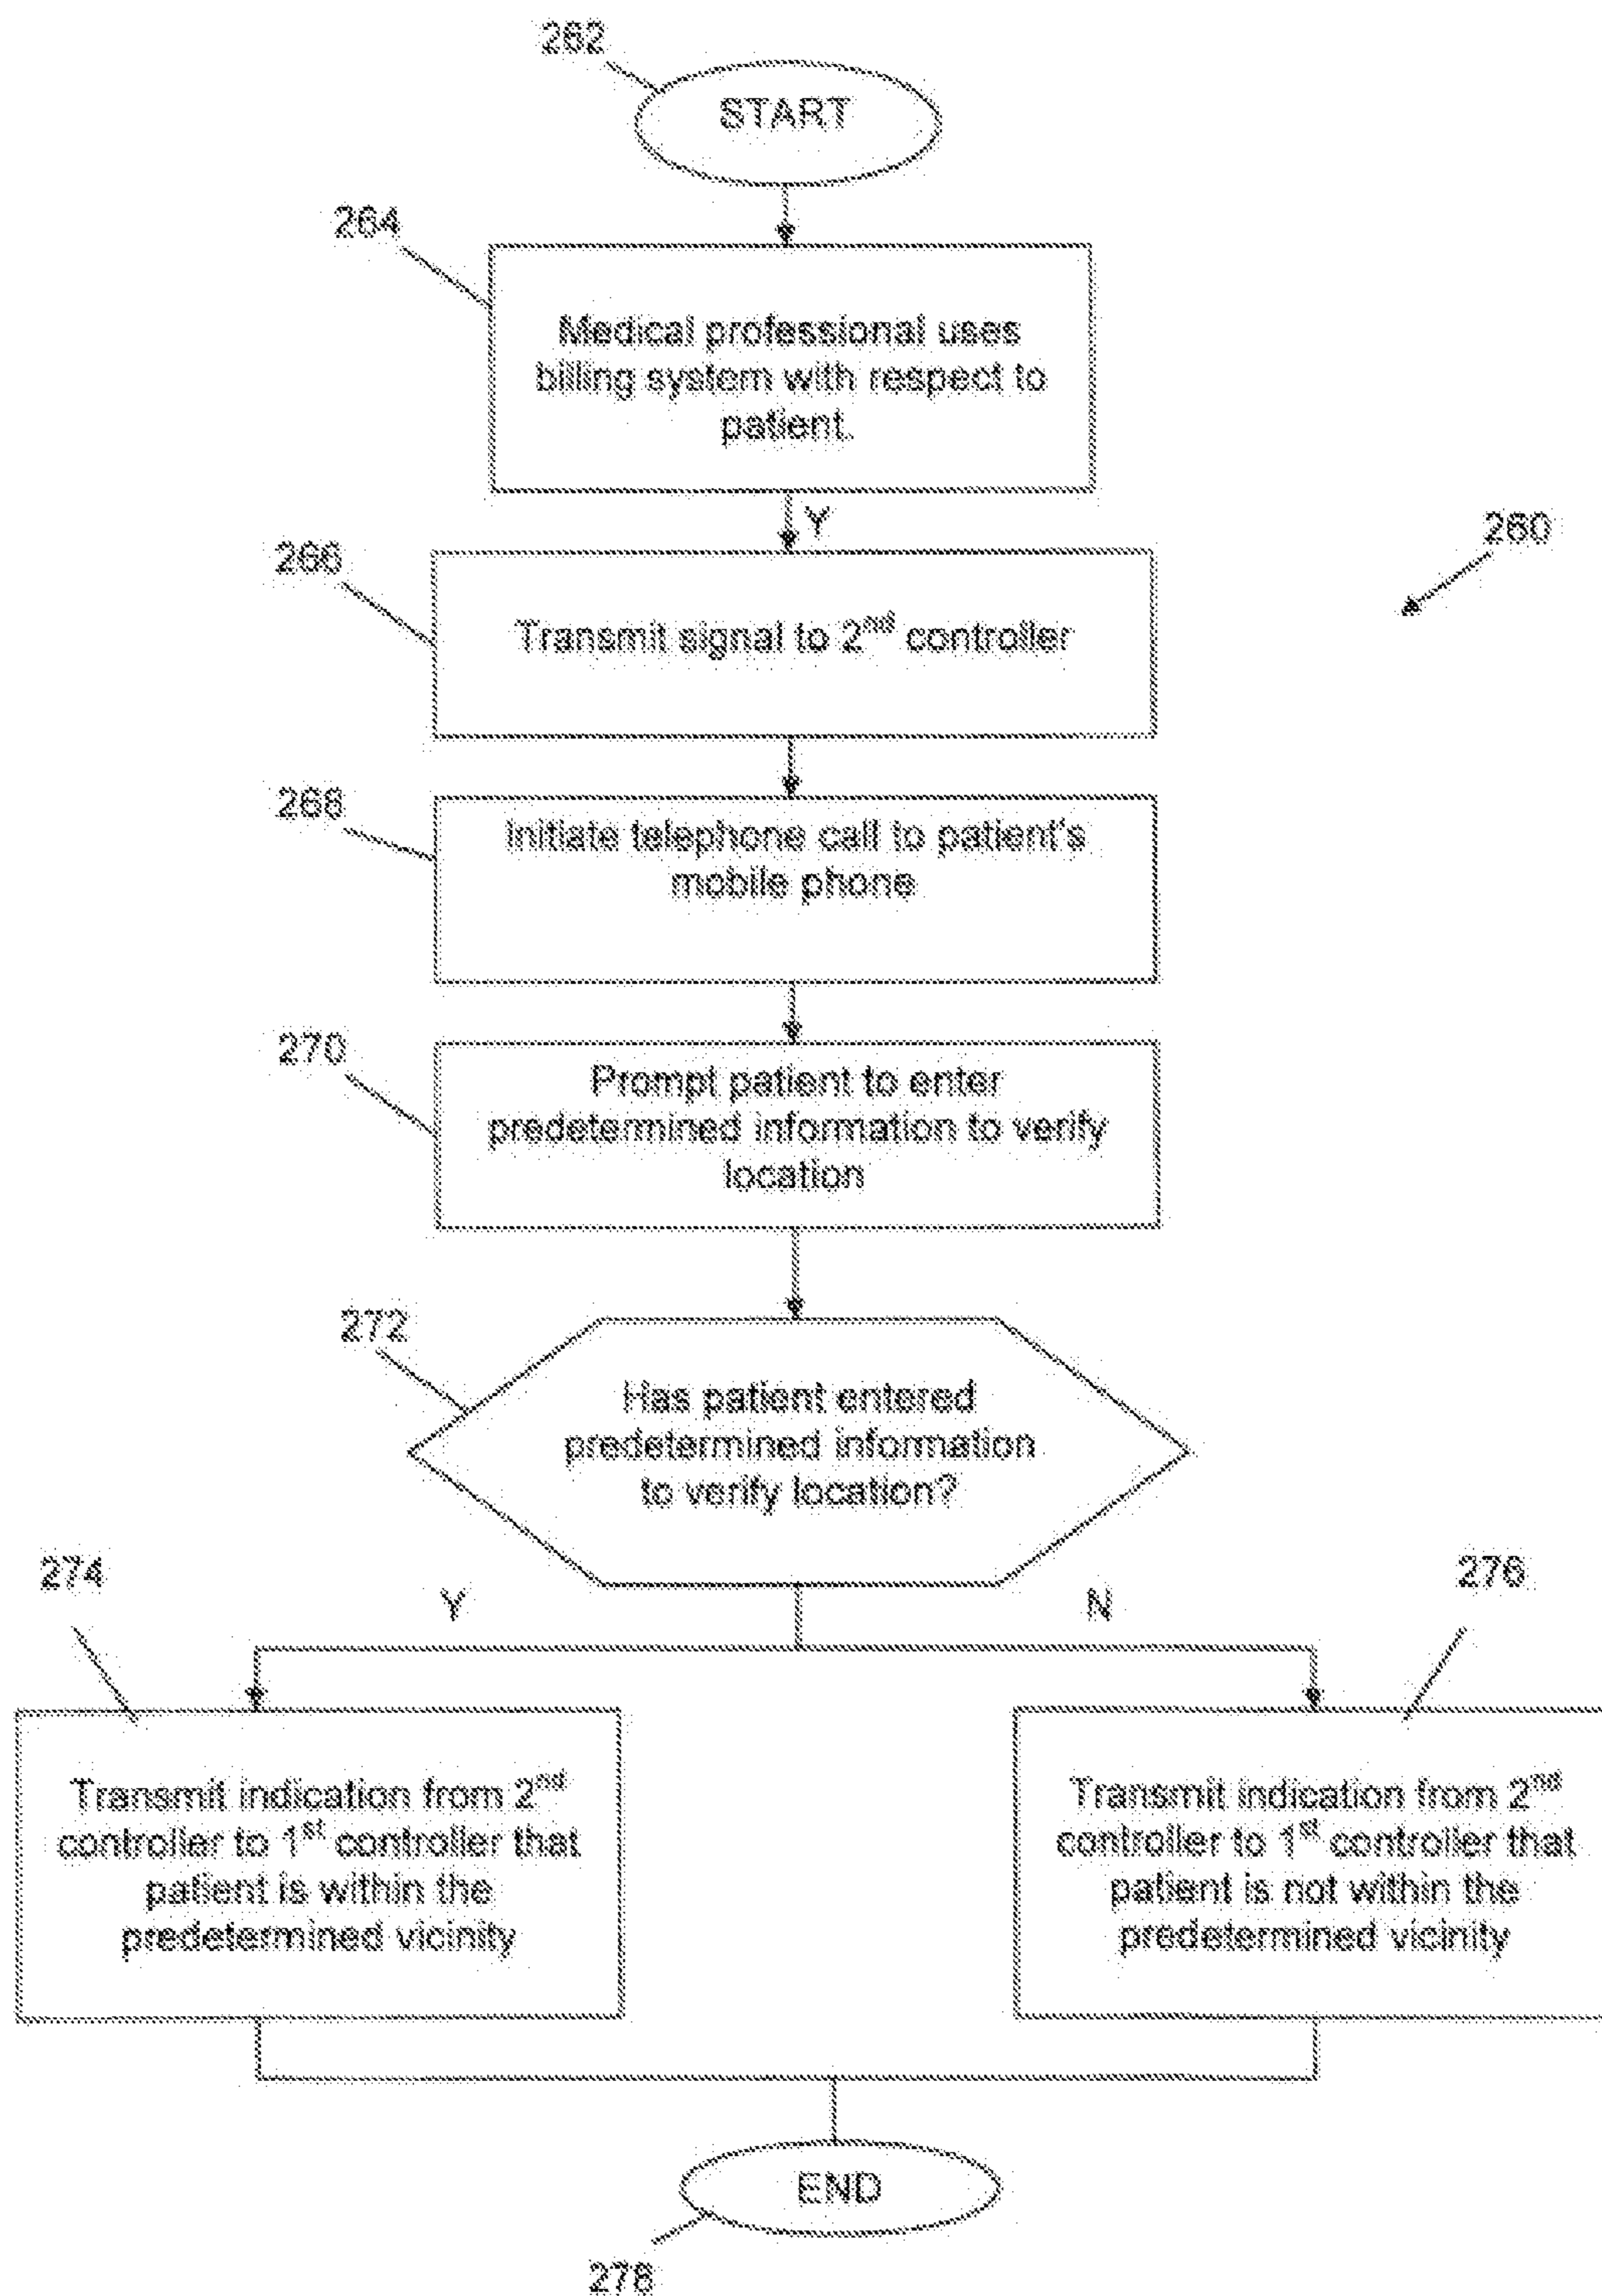 262
START
264
Medical professional uses
billing system with respect to
patient.
Y
260
266
Transmit signal to 2nd controller
268
Initiate telephone call to patient's
mobile phone
270
Prompt patient to enter
predetermined information to verify
location
272
Has patient entered
predetermined information
to verify location?
274
Y
N
276
Transmit indication from 2nd
controller to 1st controller that
patient is within the
predetermined vicinity
Transmit indication from 2nd
controller to 1st controller that
patient is not within the
predetermined vicinity
END
278